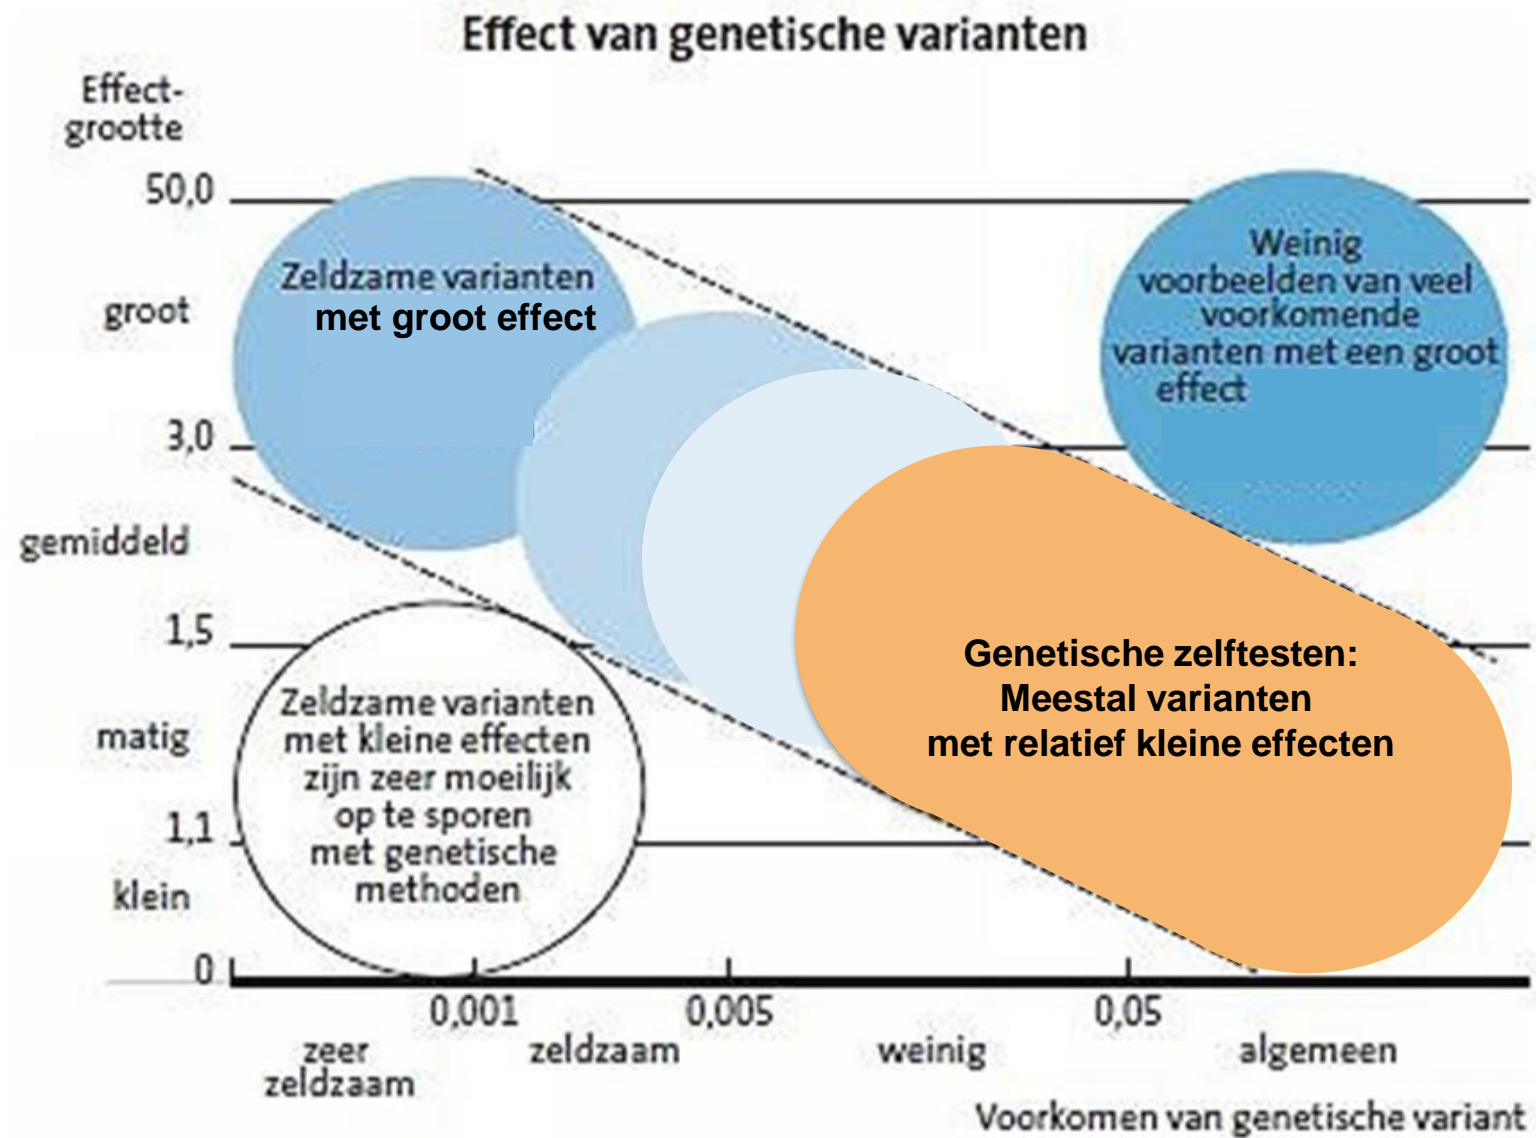 Effect van genetische varianten
Effect-
grootte
50,0
groot
3,0
gemiddeld
1,5
matig
1,1
klein
0
Zeldzame varianten
met groot effect
Weinig
voorbeelden van veel
voorkomende
varianten met een groot
effect
Genetische zelftesten:
Meestal varianten
met relatief kleine effecten
Zeldzame varianten
met kleine effecten
zijn zeer moeilijk
op te sporen
met genetische
methoden
0,001
0,005
0,05
zeer
zeldzaam
zeldzaam
weinig
algemeen
Voorkomen van genetische variant